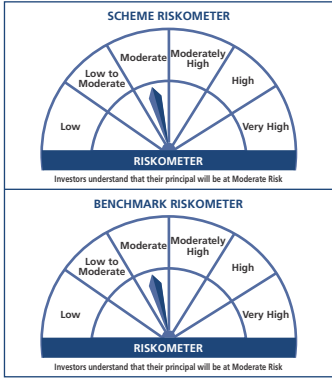 SCHEME RISKOMETER
Low
Low to
Moderate
Moderate
Moderately
High
High
Very High
RISKOMETER
Investors understand that their principal will be at Moderate Risk
BENCHMARK RISKOMETER
Low
Low to
Moderate
Moderate
Moderately
High
High
Very High
RISKOMETER
Investors understand that their principal will be at Moderate Risk